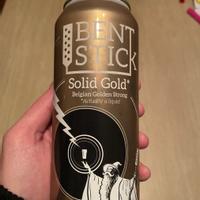 BENT
STICK
Solid Gold*
Belgian Golden Strong
*Actually a liquid